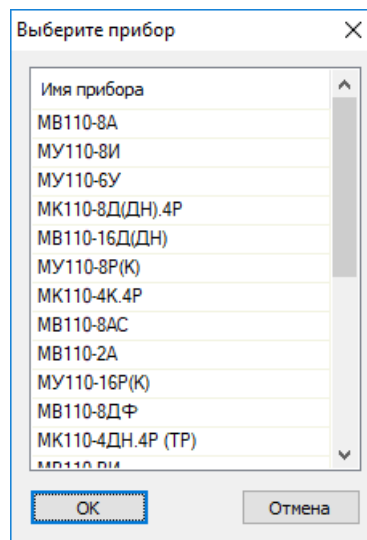 Выберите прибор
Имя прибора
МВ110-8А
МУ110-8И
МУ110-6У
МК110-8Д(ДН).4Р
МВ110-16Д(ДН)
МУ110-8Р(К)
МК110-4К.4Р
МВ110-8АС
МВ110-2А
МУ110-16Р(К)
МВ110-8ДФ
МК110-4ДН.4Р (ТР)
OK
Отмена